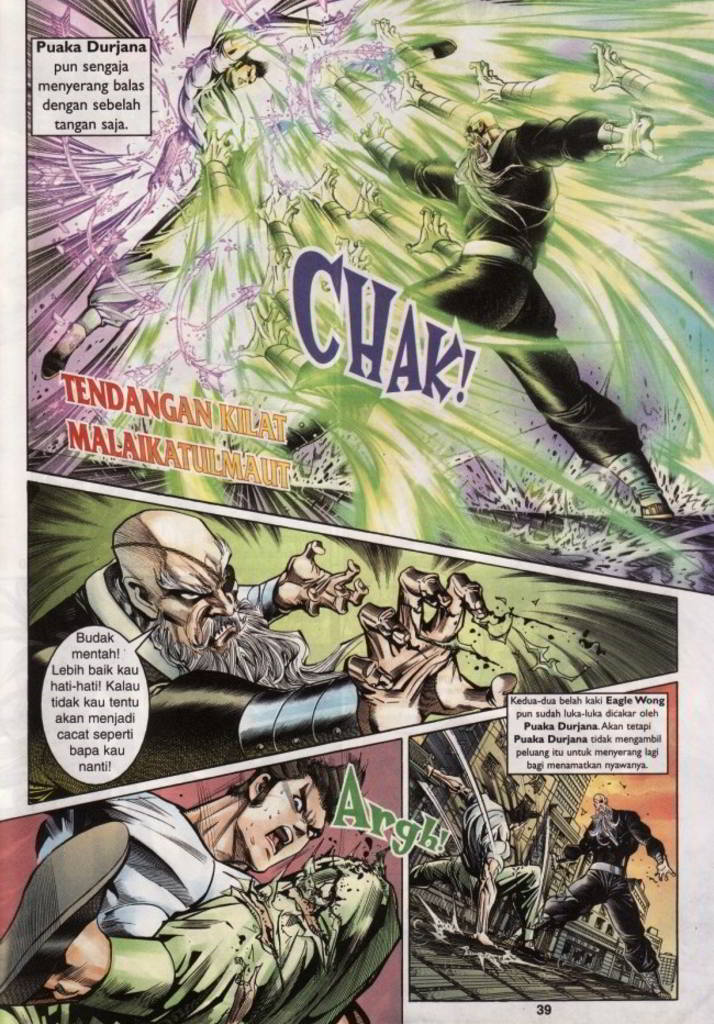 Puaka Durjana
pun sengaja
menyerang balas
dengan sebelah
tangan saja.
CHAK!
TENDANGAN KILAT
MALAIKATULMAUT
Budak
mentah!
Lebih baik kau
hati-hati! Kalau
tidak kau tentu
akan menjadi
cacat seperti
bapa kau
nanti!
Kedua-dua belah kaki Eagle Wong
pun sudah luka-luka dicakar oleh
Puaka Durjana. Akan tetapi
Puaka Durjana tidak mengambil
peluang itu untuk menyerang lagi
bagi menamatkan nyawanya.
Argh!
39